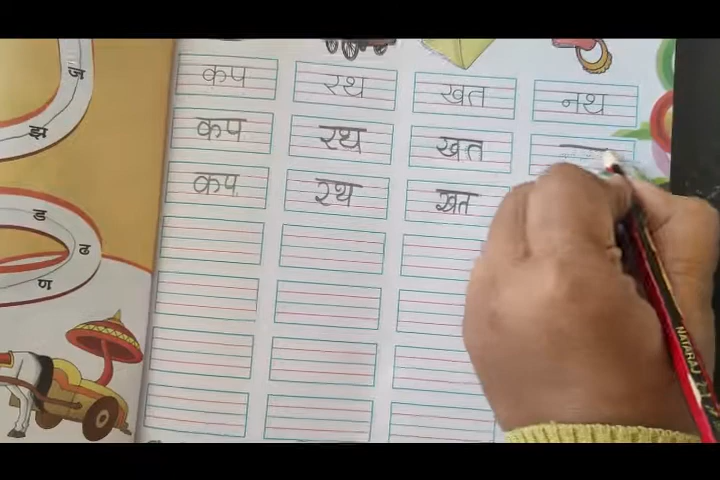 ज
झ
ड
ढ
ण
कप रथ खत नथ
कप रथ खत
कप रथ खत
NATARAJ